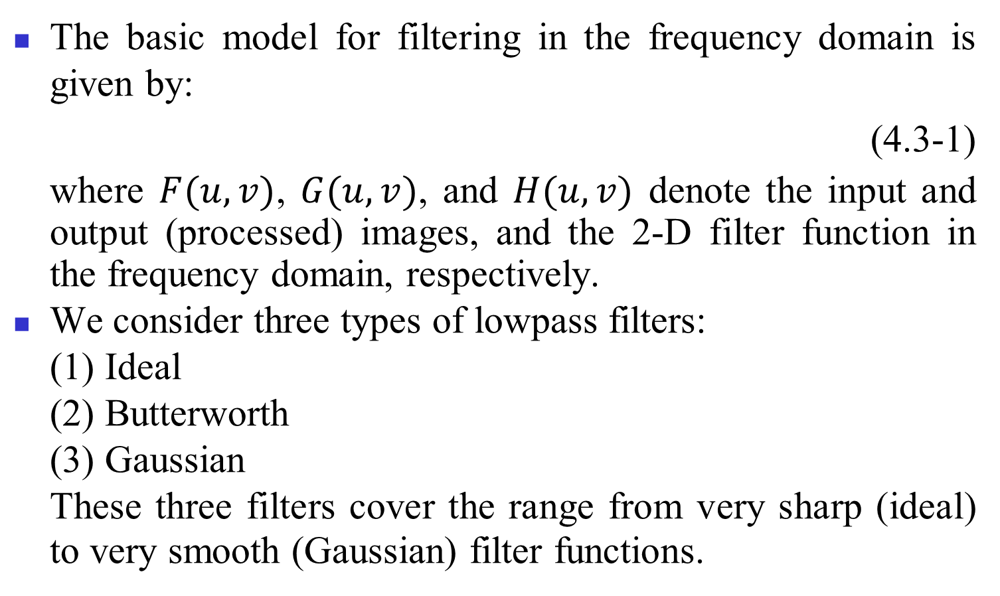 The basic model for filtering in the frequency domain is
given by:
(4.3-1)
where F(u, v), G(u, v), and H(u, v) denote the input and
output (processed) images, and the 2-D filter function in
the frequency domain, respectively.
We consider three types of lowpass filters:
(1) Ideal
(2) Butterworth
(3) Gaussian
These three filters cover the range from very sharp (ideal)
to very smooth (Gaussian) filter functions.